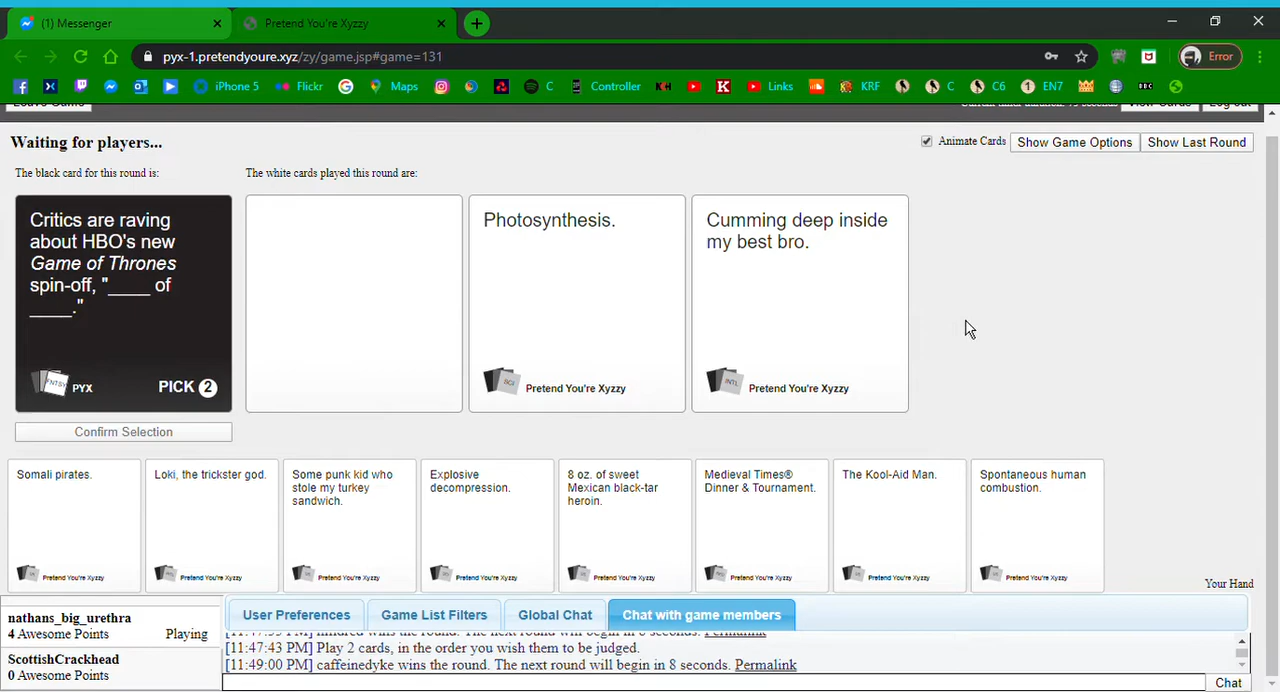 (1) Messenger
Pretend You're Xyzzy
pyx-1.pretendyoure.xyz/zy/game.jsp#game=131
Error
iPhone 5
Flickr
Maps
C
Controller
Links
KRF
C
C6
EN7
Waiting for players...
Animate Cards
Show Game Options
Show Last Round
The black card for this round is:
The white cards played this round are:
Critics are raving
about HBO's new
Game of Thrones
spin-off, "____ of
____."
PYX
PICK 2
Photosynthesis.
Pretend You're Xyzzy
Cumming deep inside
my best bro.
Pretend You're Xyzzy
Confirm Selection
Somali pirates.
Pretend You're Xyzzy
Loki, the trickster god.
Pretend You're Xyzzy
Some punk kid who
stole my turkey
sandwich.
Pretend You're Xyzzy
Explosive
decompression.
Pretend You're Xyzzy
8 oz. of sweet
Mexican black-tar
heroin.
Pretend You're Xyzzy
Medieval Times®
Dinner & Tournament.
Pretend You're Xyzzy
The Kool-Aid Man.
Pretend You're Xyzzy
Spontaneous human
combustion.
Pretend You're Xyzzy
Your Hand
nathans_big_urethra
4 Awesome Points
Playing
ScottishCrackhead
0 Awesome Points
User Preferences
Game List Filters
Global Chat
Chat with game members
[11:47:43 PM] Play 2 cards, in the order you wish them to be judged.
[11:49:00 PM] caffeinedyke wins the round. The next round will begin in 8 seconds. Permalink
Chat